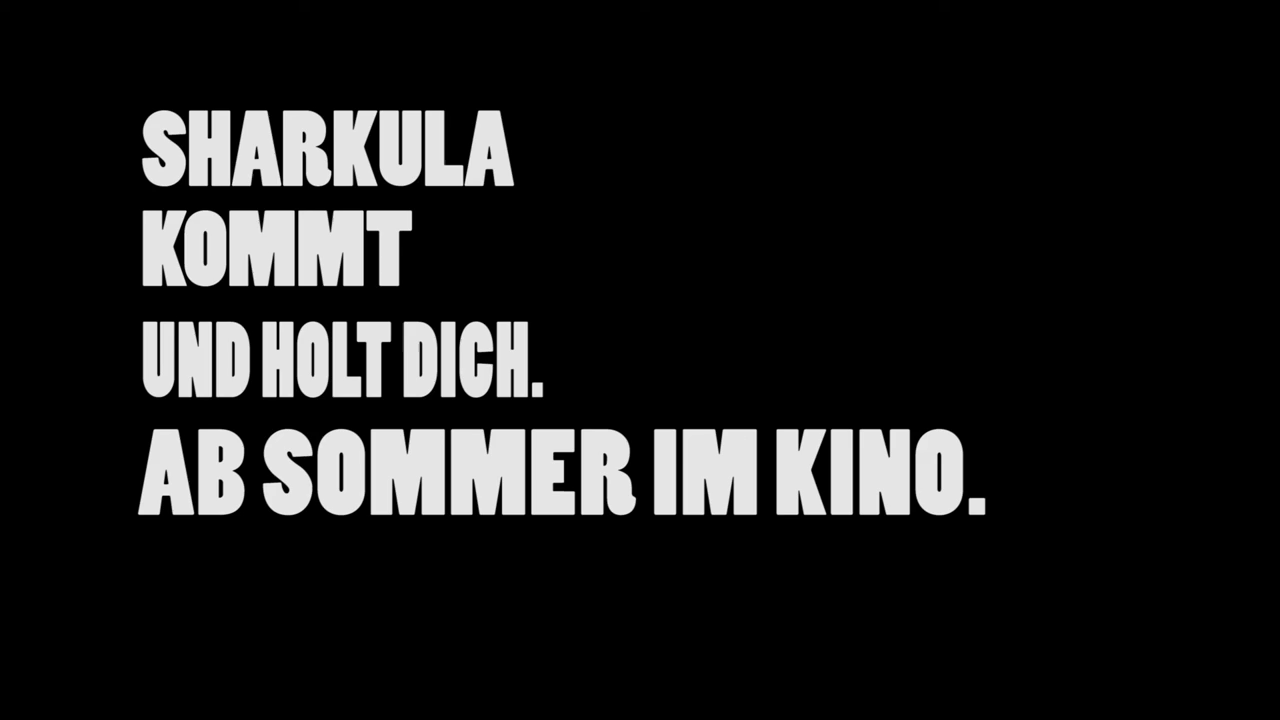 SHARKULA
KOMMT
UND HOLT DICH.
AB SOMMER IM KINO.